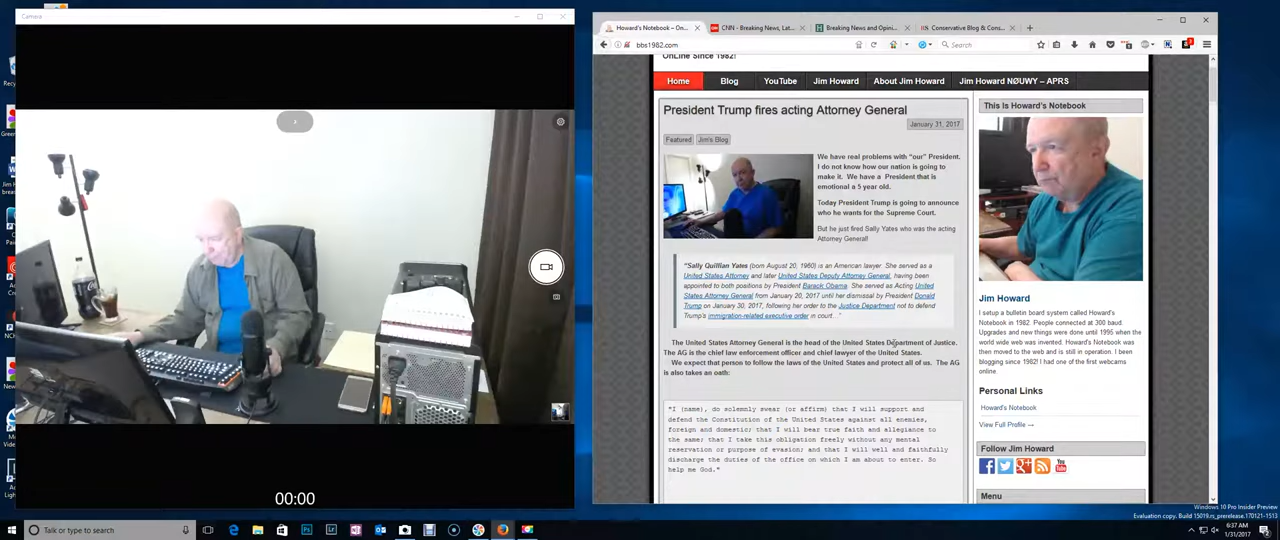 Camera
Howard's Notebook – On...
CNN - Breaking News, Lat...
Breaking News and Opini...
Conservative Blog & Cons...
bbs1982.com
Search
OnLine Since 1982!
Home
Blog
YouTube
Jim Howard
About Jim Howard
Jim Howard NØUWY – APRS
President Trump fires acting Attorney General
January 31, 2017
Featured
Jim's Blog
We have real problems with "our" President.
I do not know how our nation is going to
make it. We have a President that is
emotional a 5 year old.
Today President Trump is going to announce
who he wants for the Supreme Court.
But he just fired Sally Yates who was the acting
Attorney General!
"Sally Quillian Yates (born August 20, 1960) is an American lawyer. She served as a
United States Attorney and later United States Deputy Attorney General, having been
appointed to both positions by President Barack Obama. She served as Acting United
States Attorney General from January 20, 2017 until her dismissal by President Donald
Trump on January 30, 2017, following her order to the Justice Department not to defend
Trump's immigration-related executive order in court..."
The United States Attorney General is the head of the United States Department of Justice.
The AG is the chief law enforcement officer and chief lawyer of the United States.
We expect that person to follow the laws of the United States and protect all of us. The AG
is also takes an oath:
"I (name), do solemnly swear (or affirm) that I will support and
defend the Constitution of the United States against all enemies,
foreign and domestic; that I will bear true faith and allegiance to
the same; that I take this obligation freely without any mental
reservation or purpose of evasion; and that I will well and faithfully
discharge the duties of the office on which I am about to enter. So
help me God."
This Is Howard's Notebook
Jim Howard
I setup a bulletin board system called Howard's
Notebook in 1982. People connected at 300 baud.
Upgrades and new things were done until 1995 when the
world wide web was invented. Howard's Notebook was
then moved to the web and is still in operation. I been
blogging since 1982! I had one of the first webcams
online.
Personal Links
Howard's Notebook
View Full Profile →
Follow Jim Howard
You
Menu
00:00
Talk or type to search
Windows 10 Pro Insider Preview
Evaluation copy. Build 15019.rs_prerelease.170121-1513
6:37 AM
1/31/2017